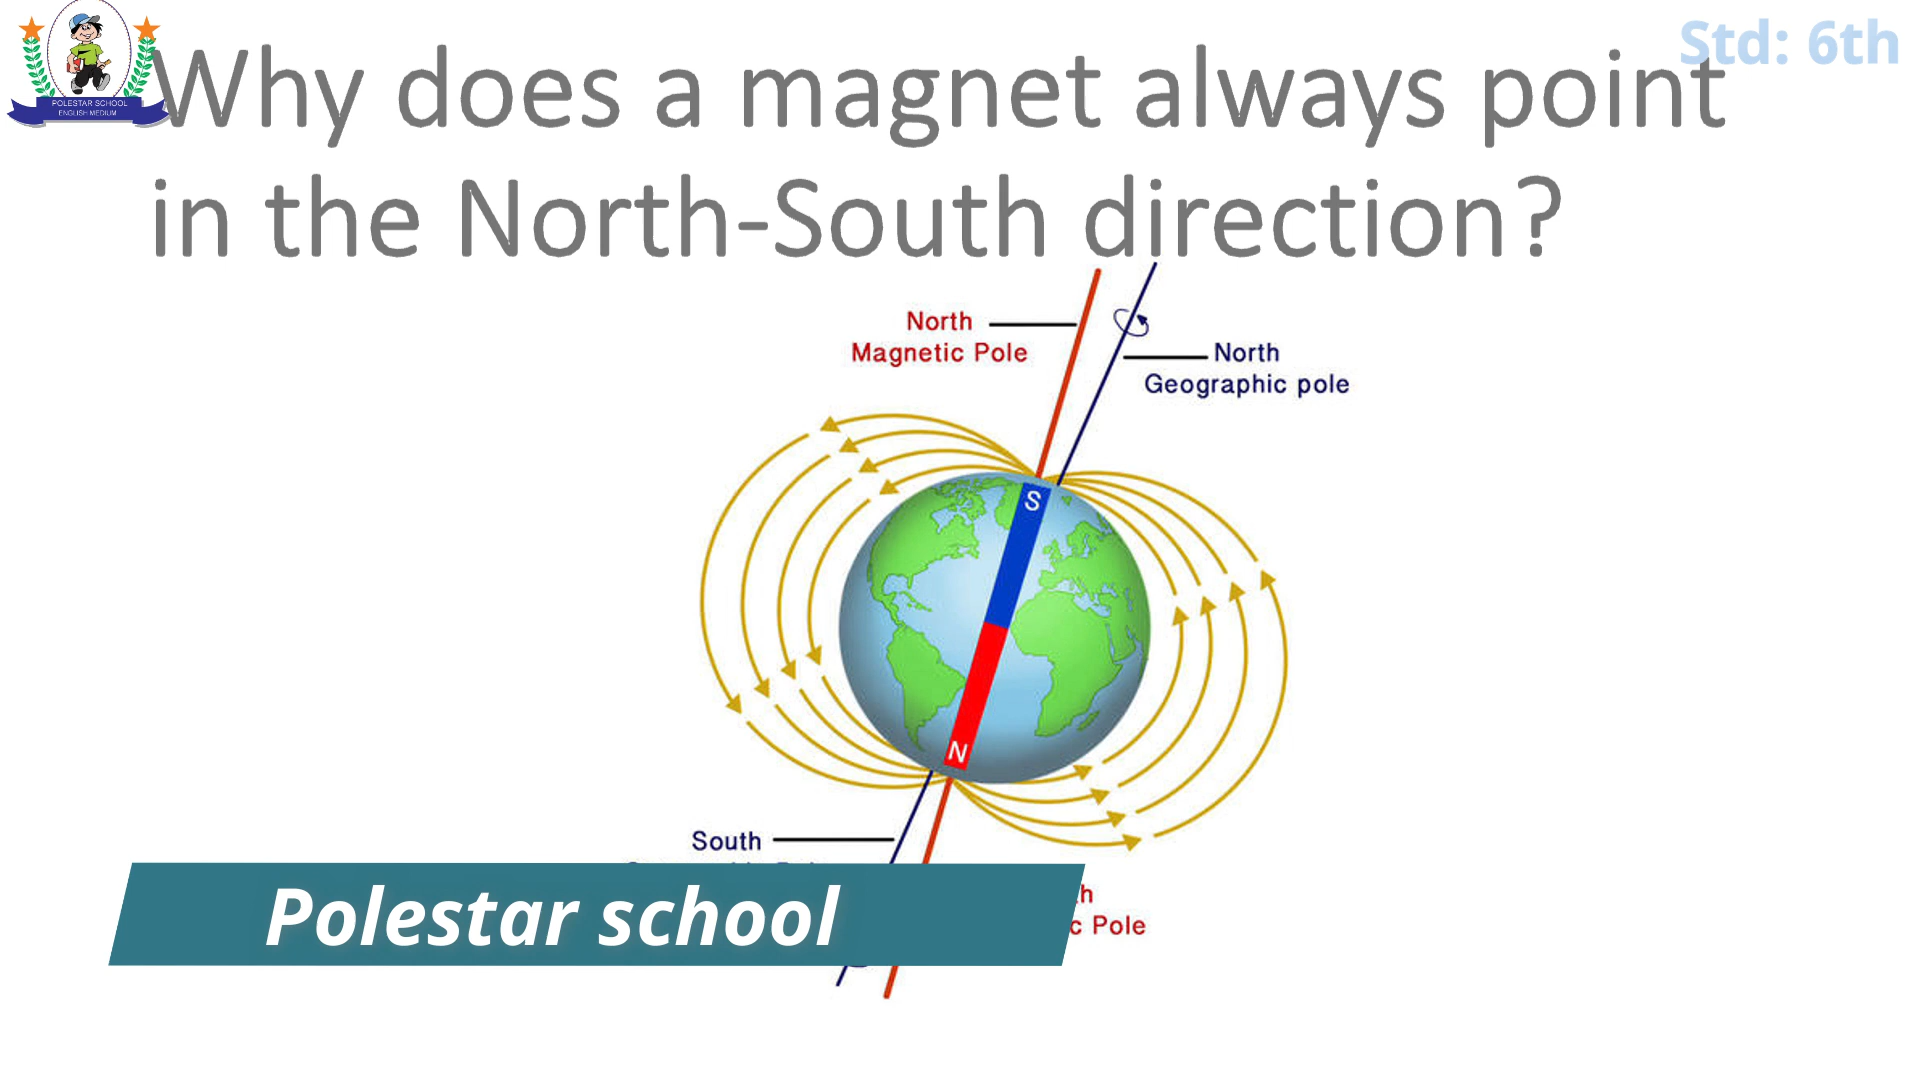 POLESTAR SCHOOL
ENGLISH MEDIUM
Std: 6th
Why does a magnet always point
in the North-South direction?
North
Magnetic Pole
North
Geographic pole
S
N
South
Polestar school
Pole